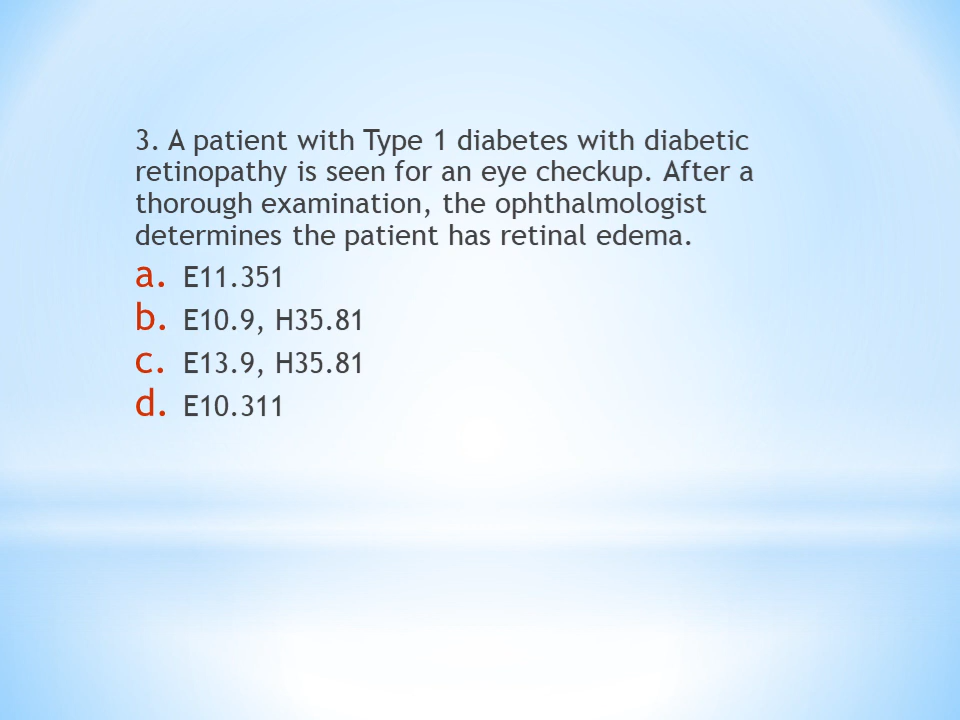 3. A patient with Type 1 diabetes with diabetic
retinopathy is seen for an eye checkup. After a
thorough examination, the ophthalmologist
determines the patient has retinal edema.
a. E11.351
b. E10.9, H35.81
c. E13.9, H35.81
d. E10.311